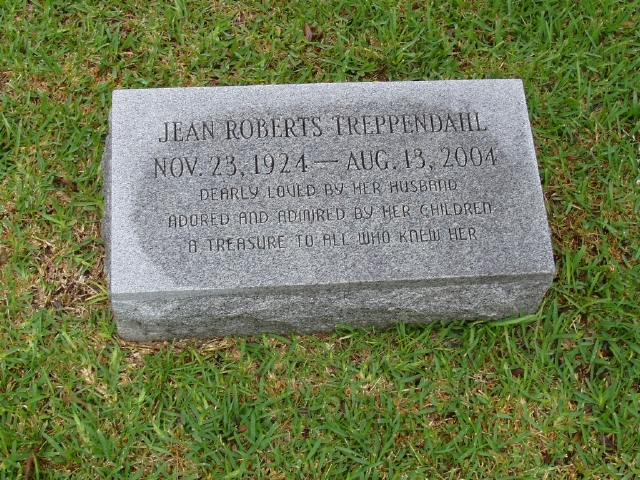 JEAN ROBERTS TREPPENDAHL
NOV. 23, 1924 — AUG. 13, 2004
DEARLY LOVED BY HER HUSBAND
ADORED AND ADMIRED BY HER CHILDREN
A TREASURE TO ALL WHO KNEW HER